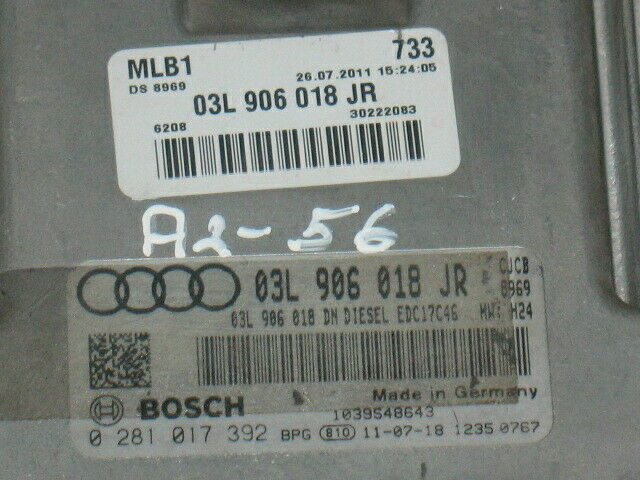 MLB1 733
DS 8969 26.07.2011 15:24:05
03L 906 018 JR
6208 30222083
A2-56
03L 906 018 JR CJCB
8969
03L 906 018 DN DIESEL EDC17C46 H24
Made in Germany
BOSCH 1039S48643
0 281 017 392 BPG 810 11-07-18 1235 0767